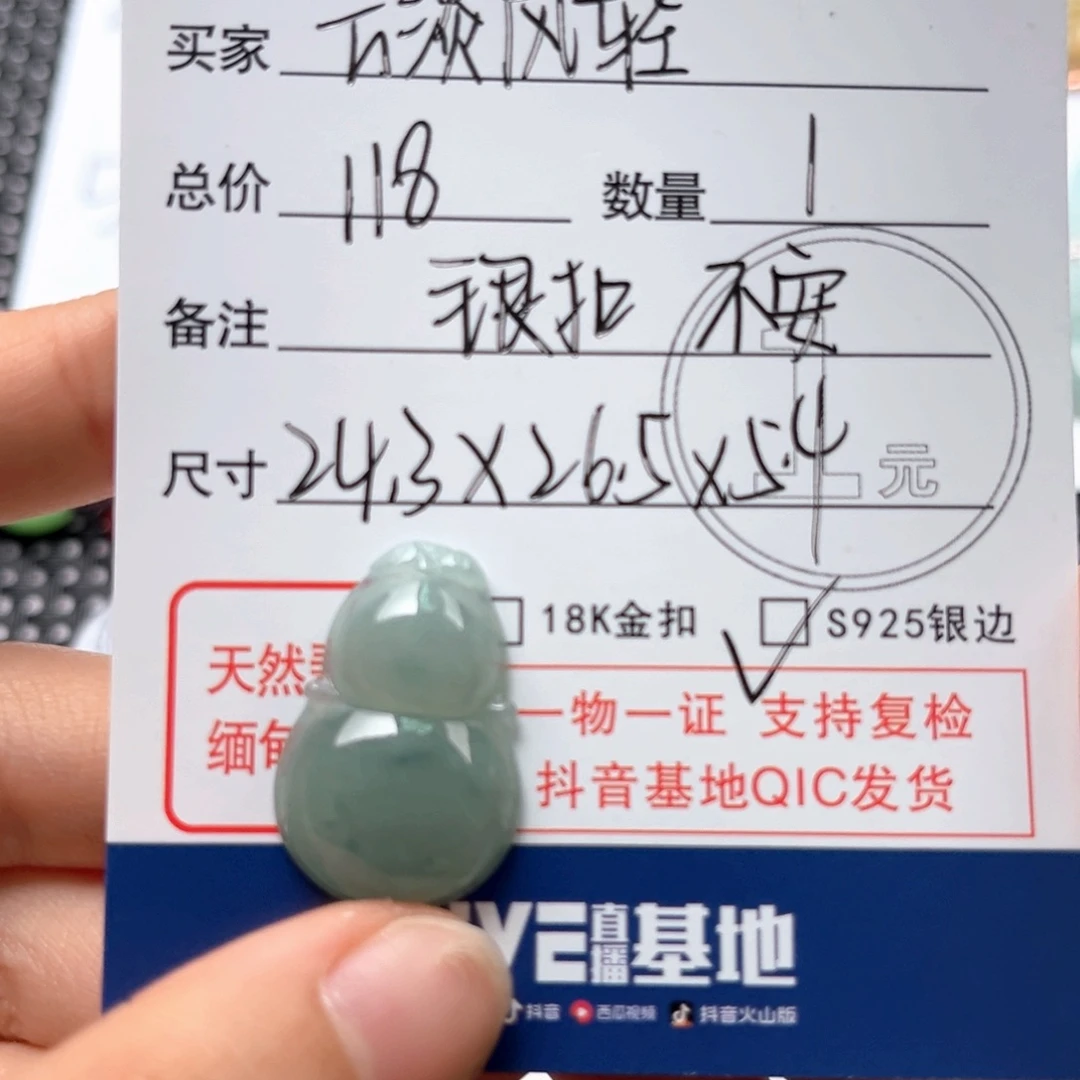 买家 云淡风轻
总价 118 数量 1
备注 银扣 不安
尺寸 24.3X26.5X5.4
元
18K金扣 S925银边
天然
缅甸
一物一证 支持复检
抖音基地QIC发货
直播基地
抖音 西瓜视频 抖音火山版